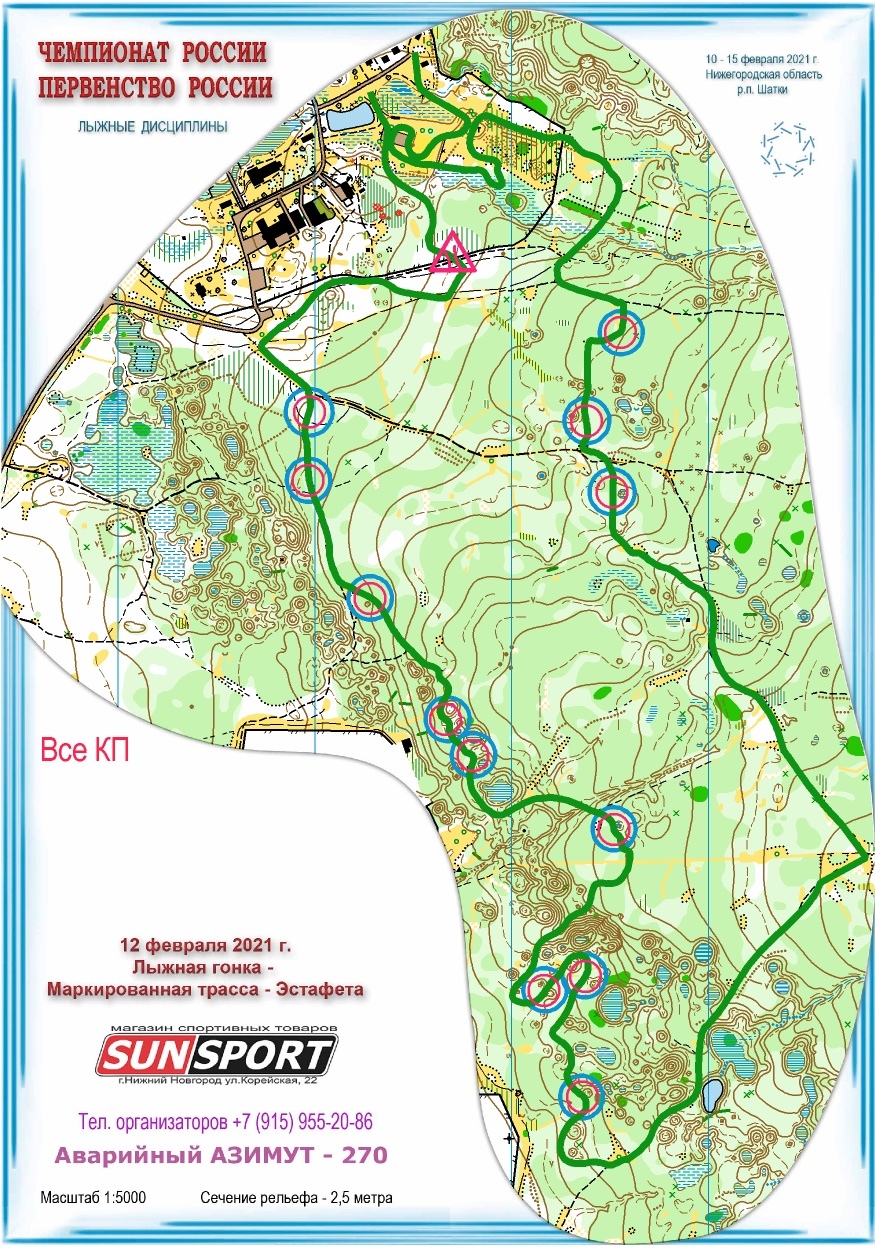 ЧЕМПИОНАТ РОССИИ
ПЕРВЕНСТВО РОССИИ
ЛЫЖНЫЕ ДИСЦИПЛИНЫ
10 - 15 февраля 2021 г.
Нижегородская область
р.п. Шатки
Все КП
12 февраля 2021 г.
Лыжная гонка -
Маркированная трасса - Эстафета
магазин спортивных товаров
SUNSPORT
г.Нижний Новгород ул.Корейская, 22
Тел. организаторов +7 (915) 955-20-86
Аварийный АЗИМУТ - 270
Масштаб 1:5000 Сечение рельефа - 2,5 метра